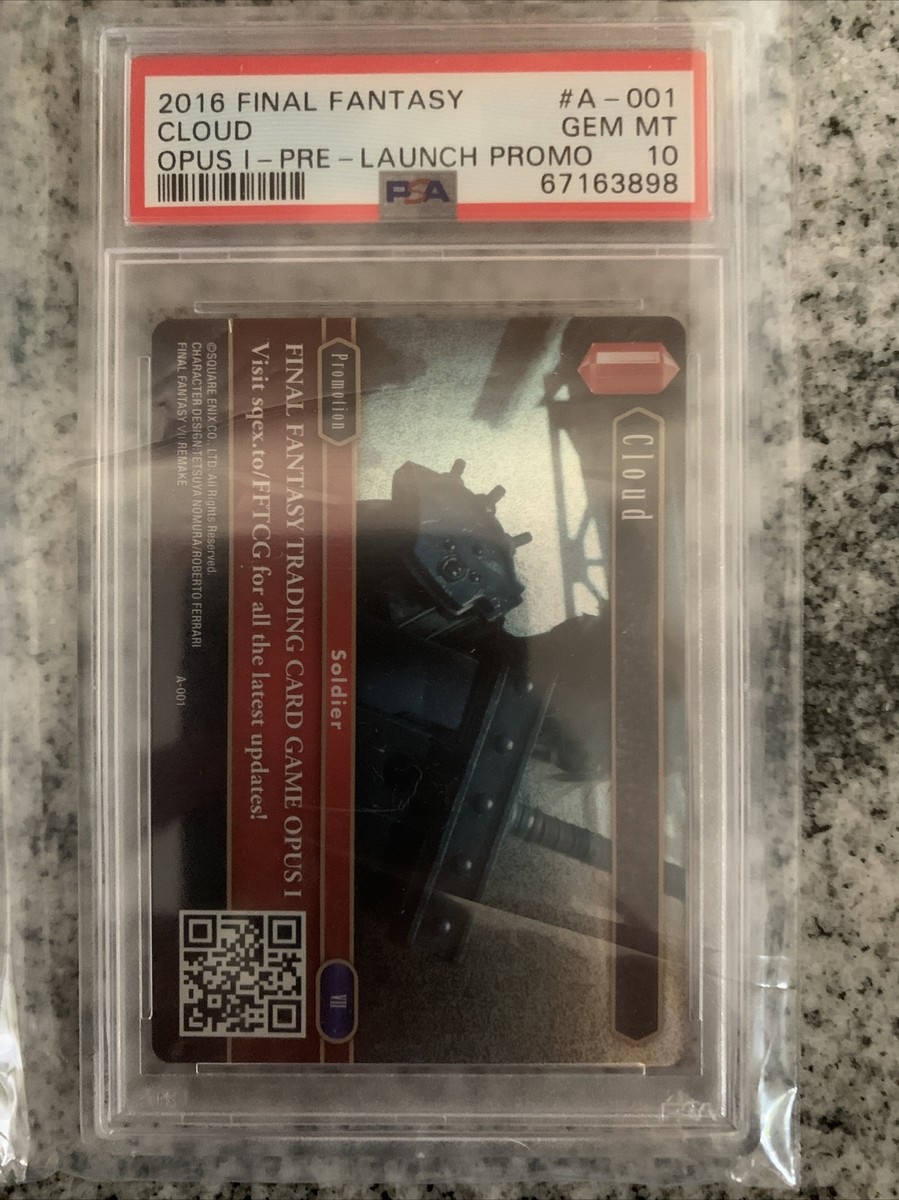 2016 FINAL FANTASY #A-001
CLOUD GEM MT
OPUS I-PRE-LAUNCH PROMO 10
PSA 67163898
Cloud
Promotion
Soldier
VII
FINAL FANTASY TRADING CARD GAME OPUS I
Visit sqex.to/FFTCG for all the latest updates!
©SQUARE ENIX CO., LTD. All Rights Reserved.
CHARACTER DESIGN:TETSUYA NOMURA/ROBERTO FERRARI
FINAL FANTASY VII REMAKE A-001